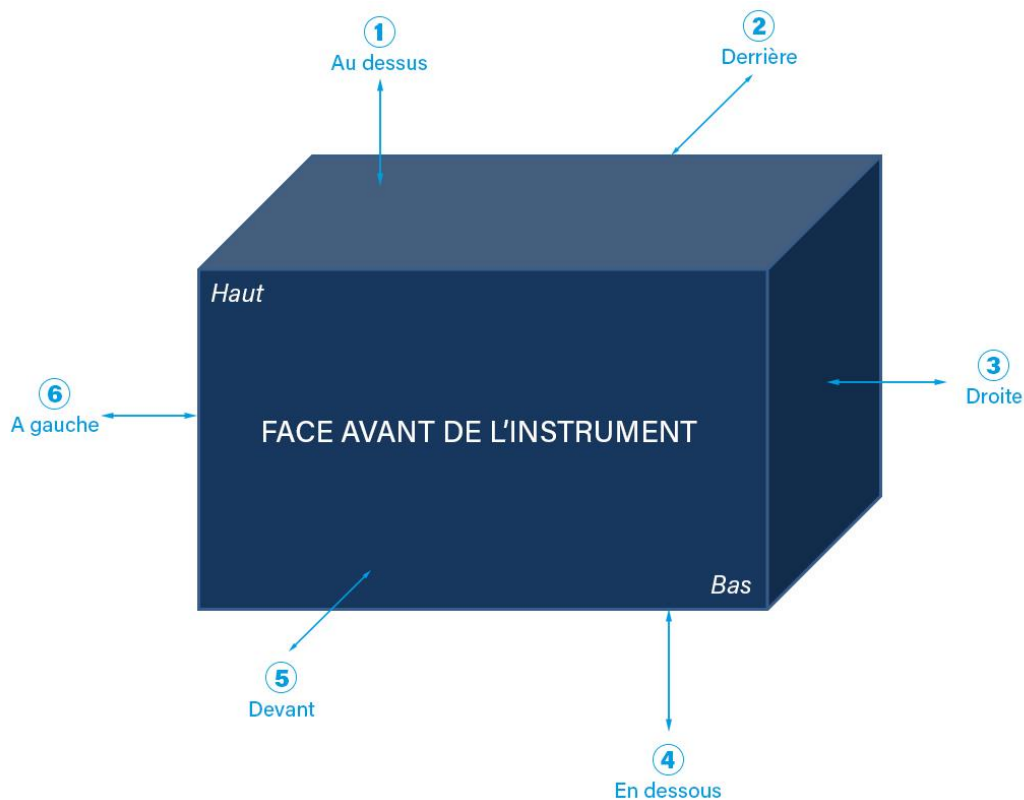 1
Au dessus
2
Derrière
Haut
3
Droite
6
A gauche
FACE AVANT DE L'INSTRUMENT
Bas
5
Devant
4
En dessous